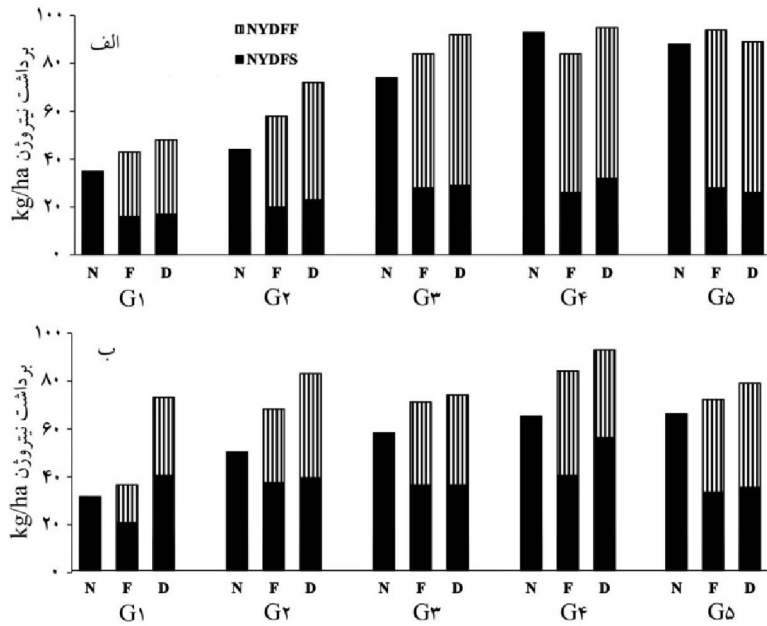 الف
NYDFF
NYDFS
برداشت نیتروژن kg/ha
۱۰۰
۸۰
۶۰
۴۰
۲۰
۰
N F D N F D N F D N F D N F D
G۱ G۲ G۳ G۴ G۵
ب
برداشت نیتروژن kg/ha
۱۰۰
۸۰
۶۰
۴۰
۲۰
۰
N F D N F D N F D N F D N F D
G۱ G۲ G۳ G۴ G۵